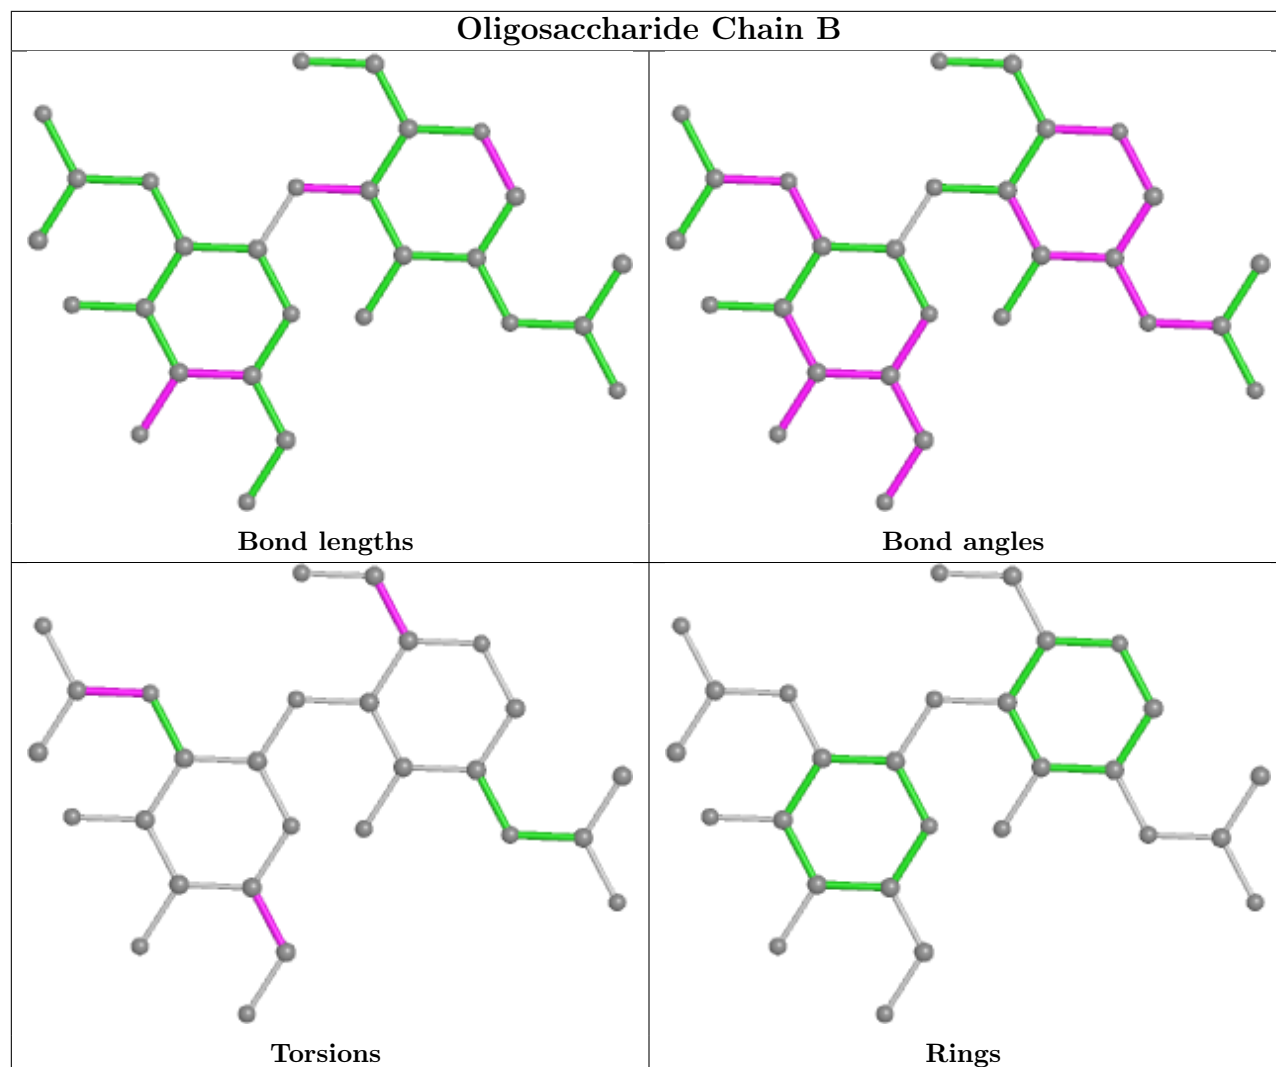 Oligosaccharide Chain B
Bond lengths
Bond angles
Torsions
Rings